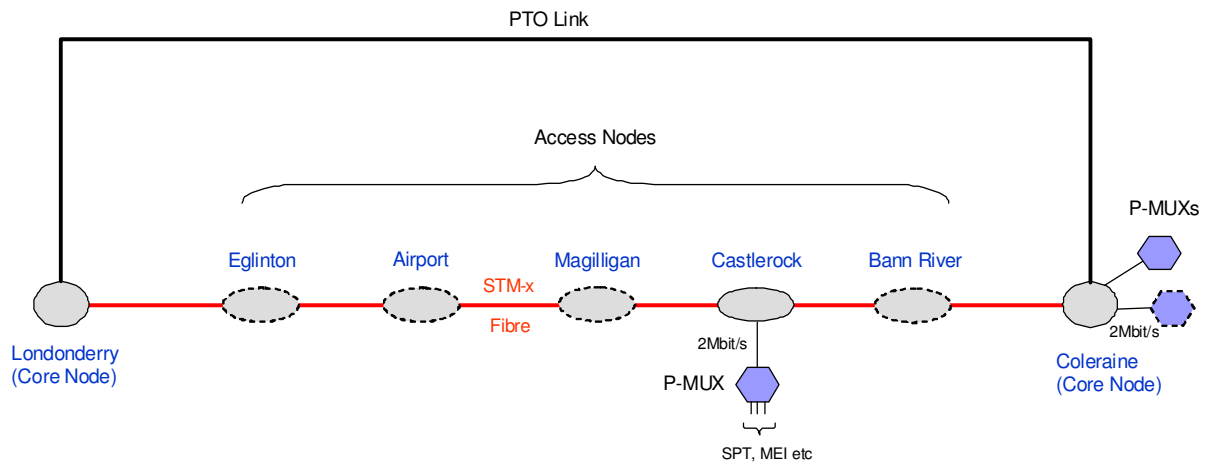 PTO Link
Access Nodes
P-MUXs
Eglinton
Airport
Magilligan
Castlerock
Bann River
STM-x
Fibre
2Mbit/s
2Mbit/s
Londonderry
(Core Node)
P-MUX
Coleraine
(Core Node)
SPT, MEI etc